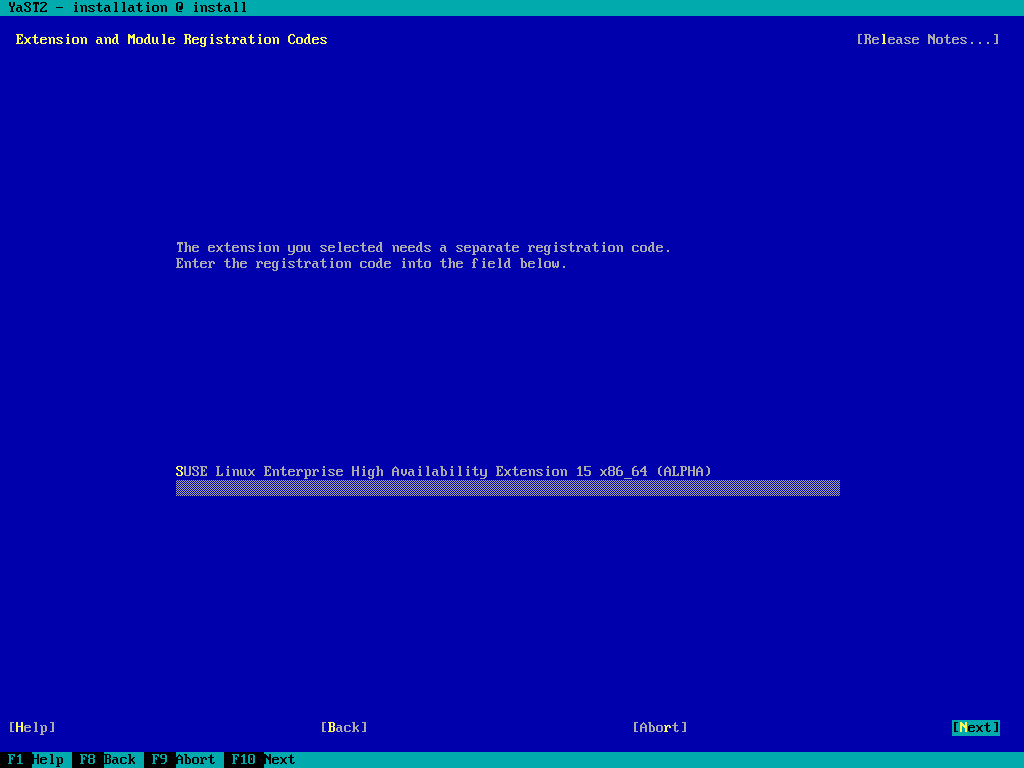 YaST2 - installation @ install
Extension and Module Registration Codes [Release Notes...]
The extension you selected needs a separate registration code.
Enter the registration code into the field below.
SUSE Linux Enterprise High Availability Extension 15 x86_64 (ALPHA)
[Help] [Back] [Abort] [Next]
F1 Help F8 Back F9 Abort F10 Next